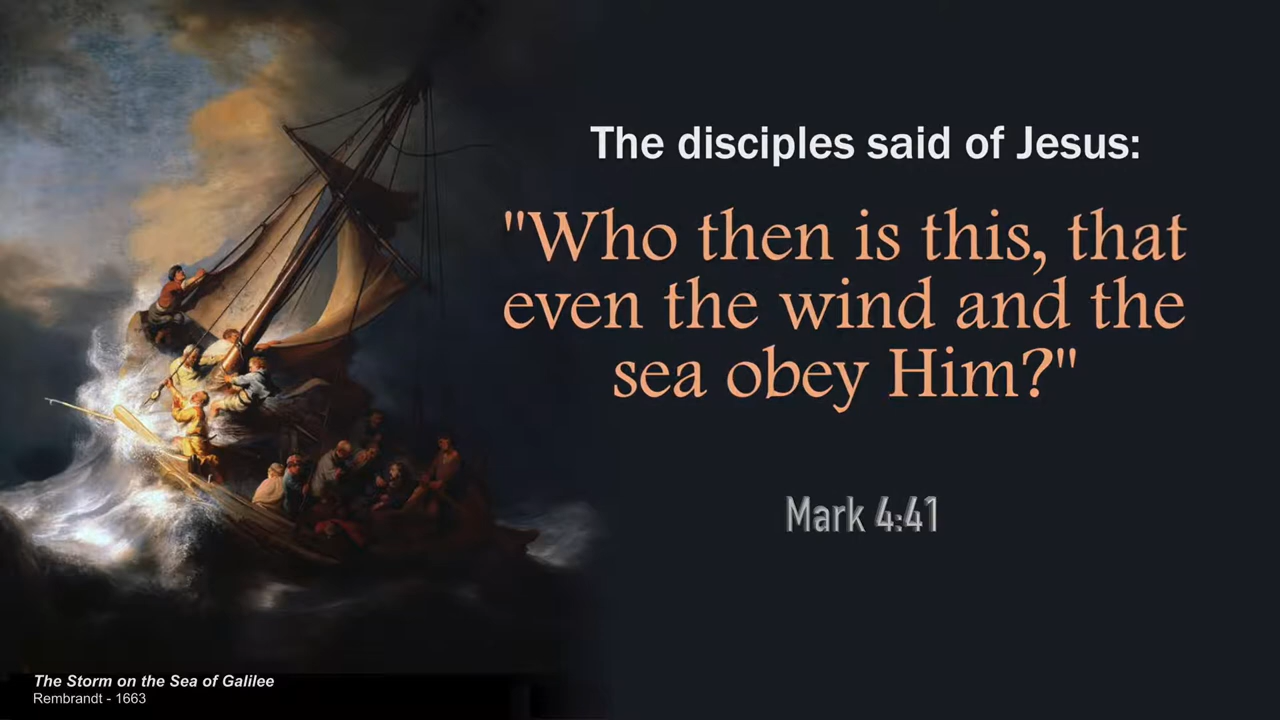 The disciples said of Jesus:
"Who then is this, that
even the wind and the
sea obey Him?"
Mark 4:41
The Storm on the Sea of Galilee
Rembrandt - 1663